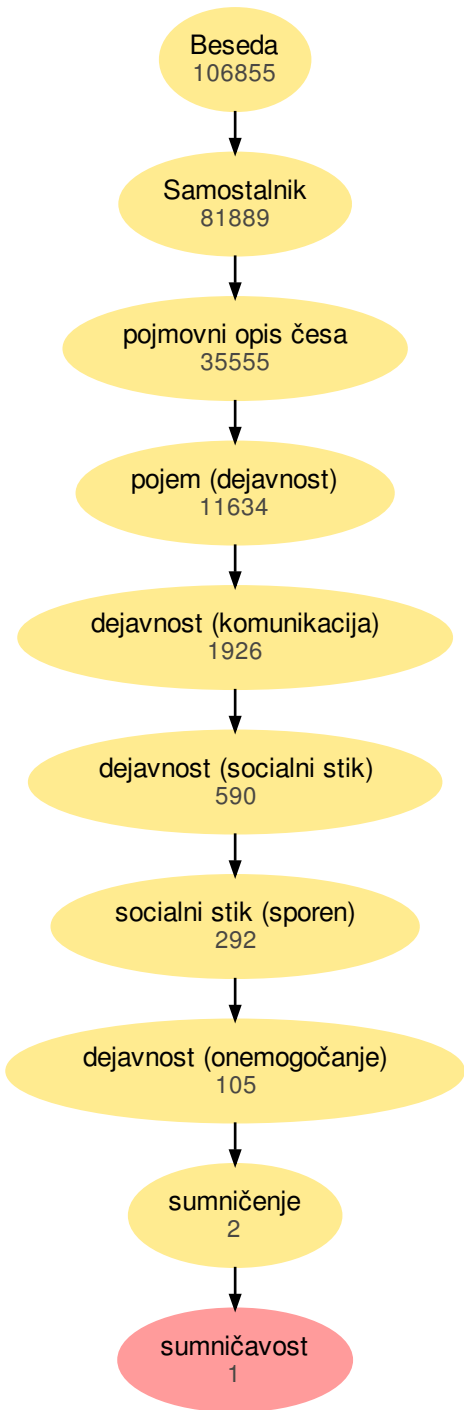 Beseda
106855
Samostalnik
81889
pojmovni opis česa
35555
pojem (dejavnost)
11634
dejavnost (komunikacija)
1926
dejavnost (socialni stik)
590
socialni stik (sporen)
292
dejavnost (onemogočanje)
105
sumničenje
2
sumničavost
1